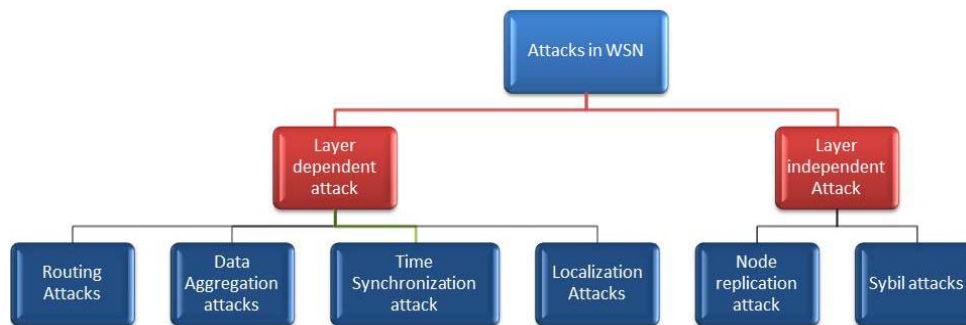 Attacks in WSN
Layer
dependent
attack
Layer
independent
Attack
Routing
Attacks
Data
Aggregation
attacks
Time
Synchronization
attack
Localization
Attacks
Node
replication
attack
Sybil attacks